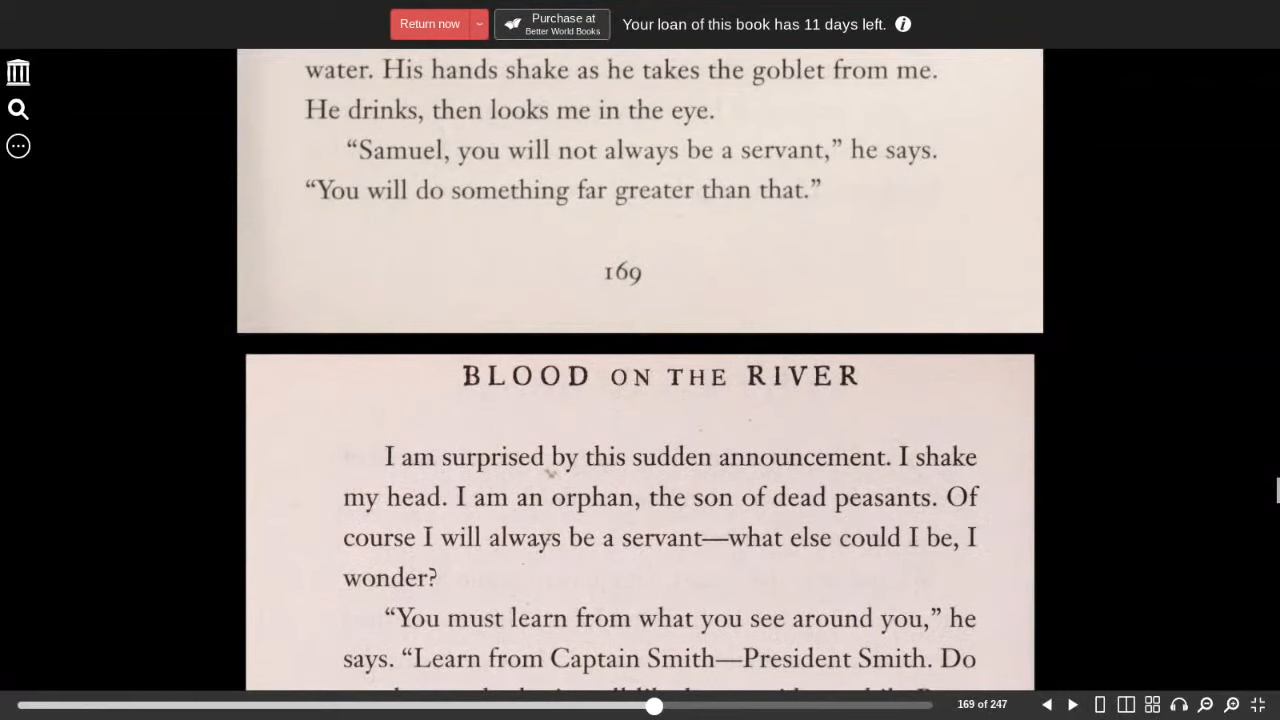 Return now
Purchase at
Better World Books
Your loan of this book has 11 days left.
water. His hands shake as he takes the goblet from me.
He drinks, then looks me in the eye.
“Samuel, you will not always be a servant,” he says.
“You will do something far greater than that.”
169
BLOOD ON THE RIVER
I am surprised by this sudden announcement. I shake
my head. I am an orphan, the son of dead peasants. Of
course I will always be a servant—what else could I be, I
wonder?
“You must learn from what you see around you,” he
says. “Learn from Captain Smith—President Smith. Do
169 of 247